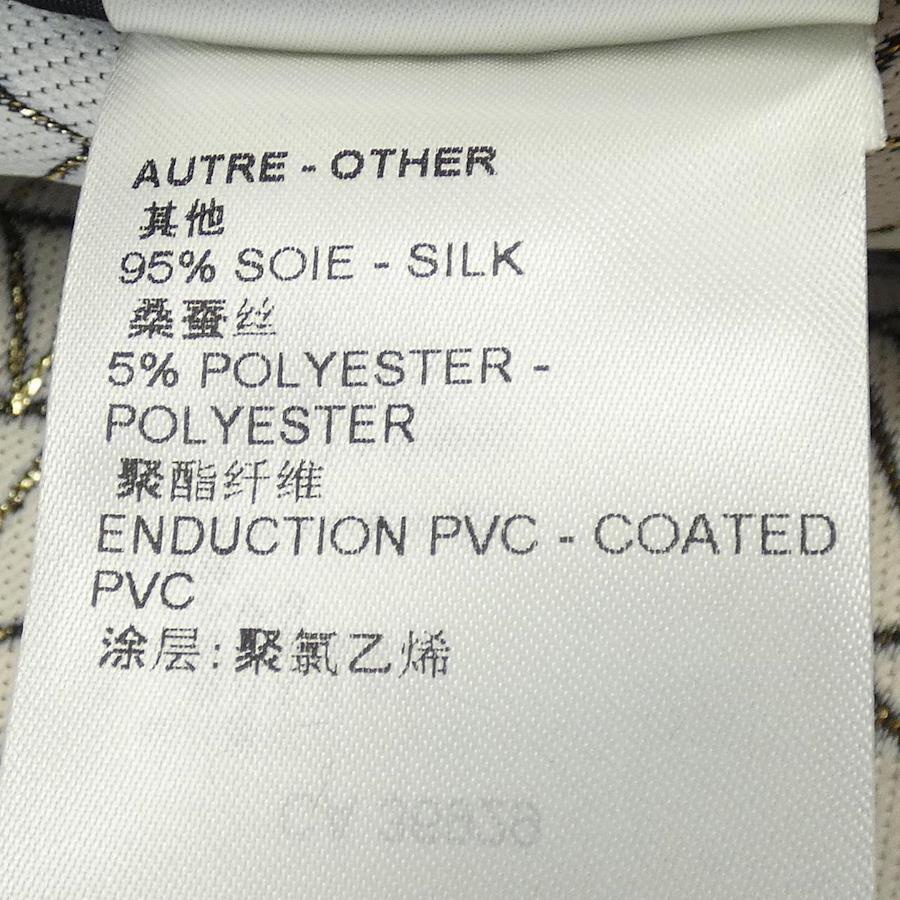 AUTRE - OTHER
其他
95% SOIE - SILK
桑蚕丝
5% POLYESTER -
POLYESTER
聚酯纤维
ENDUCTION PVC - COATED
PVC
涂层:聚氯乙烯